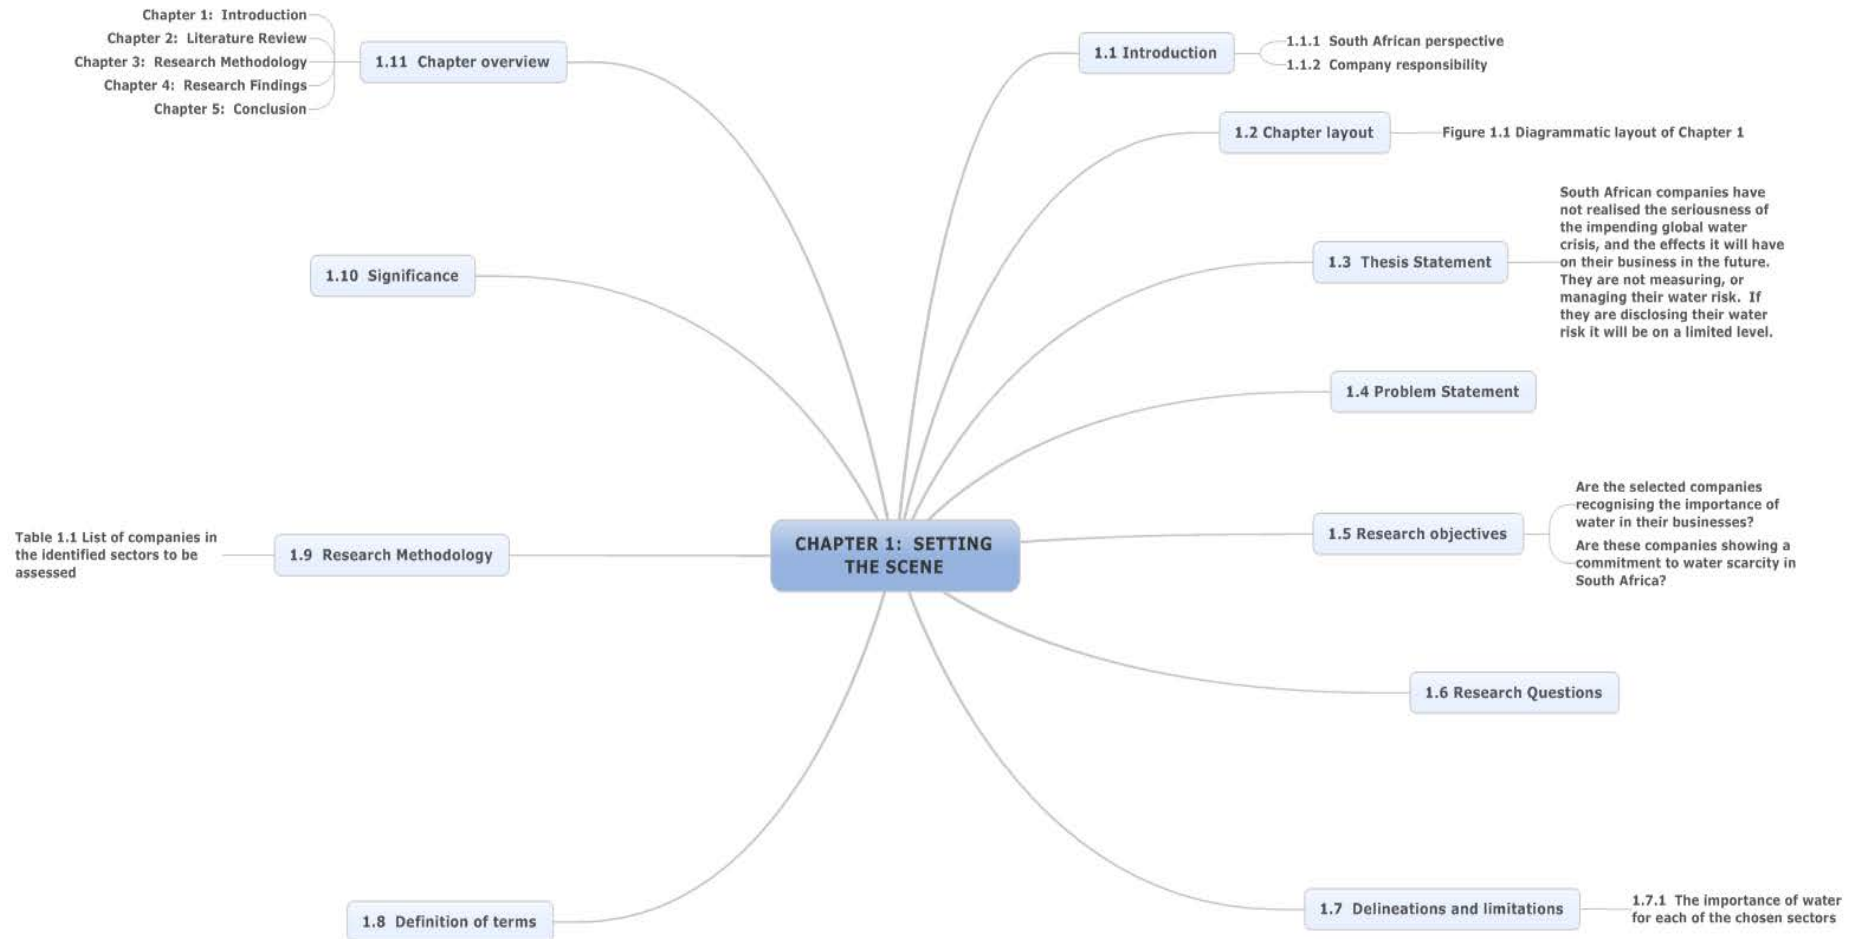 CHAPTER 1:  SETTING
THE SCENE
1.1 Introduction
1.1.1  South African perspective
1.1.2  Company responsibility
1.2 Chapter layout
Figure 1.1 Diagrammatic layout of Chapter 1
1.3  Thesis Statement
South African companies have
not realised the seriousness of
the impending global water
crisis, and the effects it will have
on their business in the future.
They are not measuring, or
managing their water risk.  If
they are disclosing their water
risk it will be on a limited level.
1.4 Problem Statement
1.5 Research objectives
Are the selected companies
recognising the importance of
water in their businesses?
Are these companies showing a
commitment to water scarcity in
South Africa?
1.6 Research Questions
1.7  Delineations and limitations
1.7.1  The importance of water
for each of the chosen sectors
1.8  Definition of terms
1.9  Research Methodology
Table 1.1 List of companies in
the identified sectors to be
assessed
1.10  Significance
1.11  Chapter overview
Chapter 1:  Introduction
Chapter 2:  Literature Review
Chapter 3:  Research Methodology
Chapter 4:  Research Findings
Chapter 5:  Conclusion